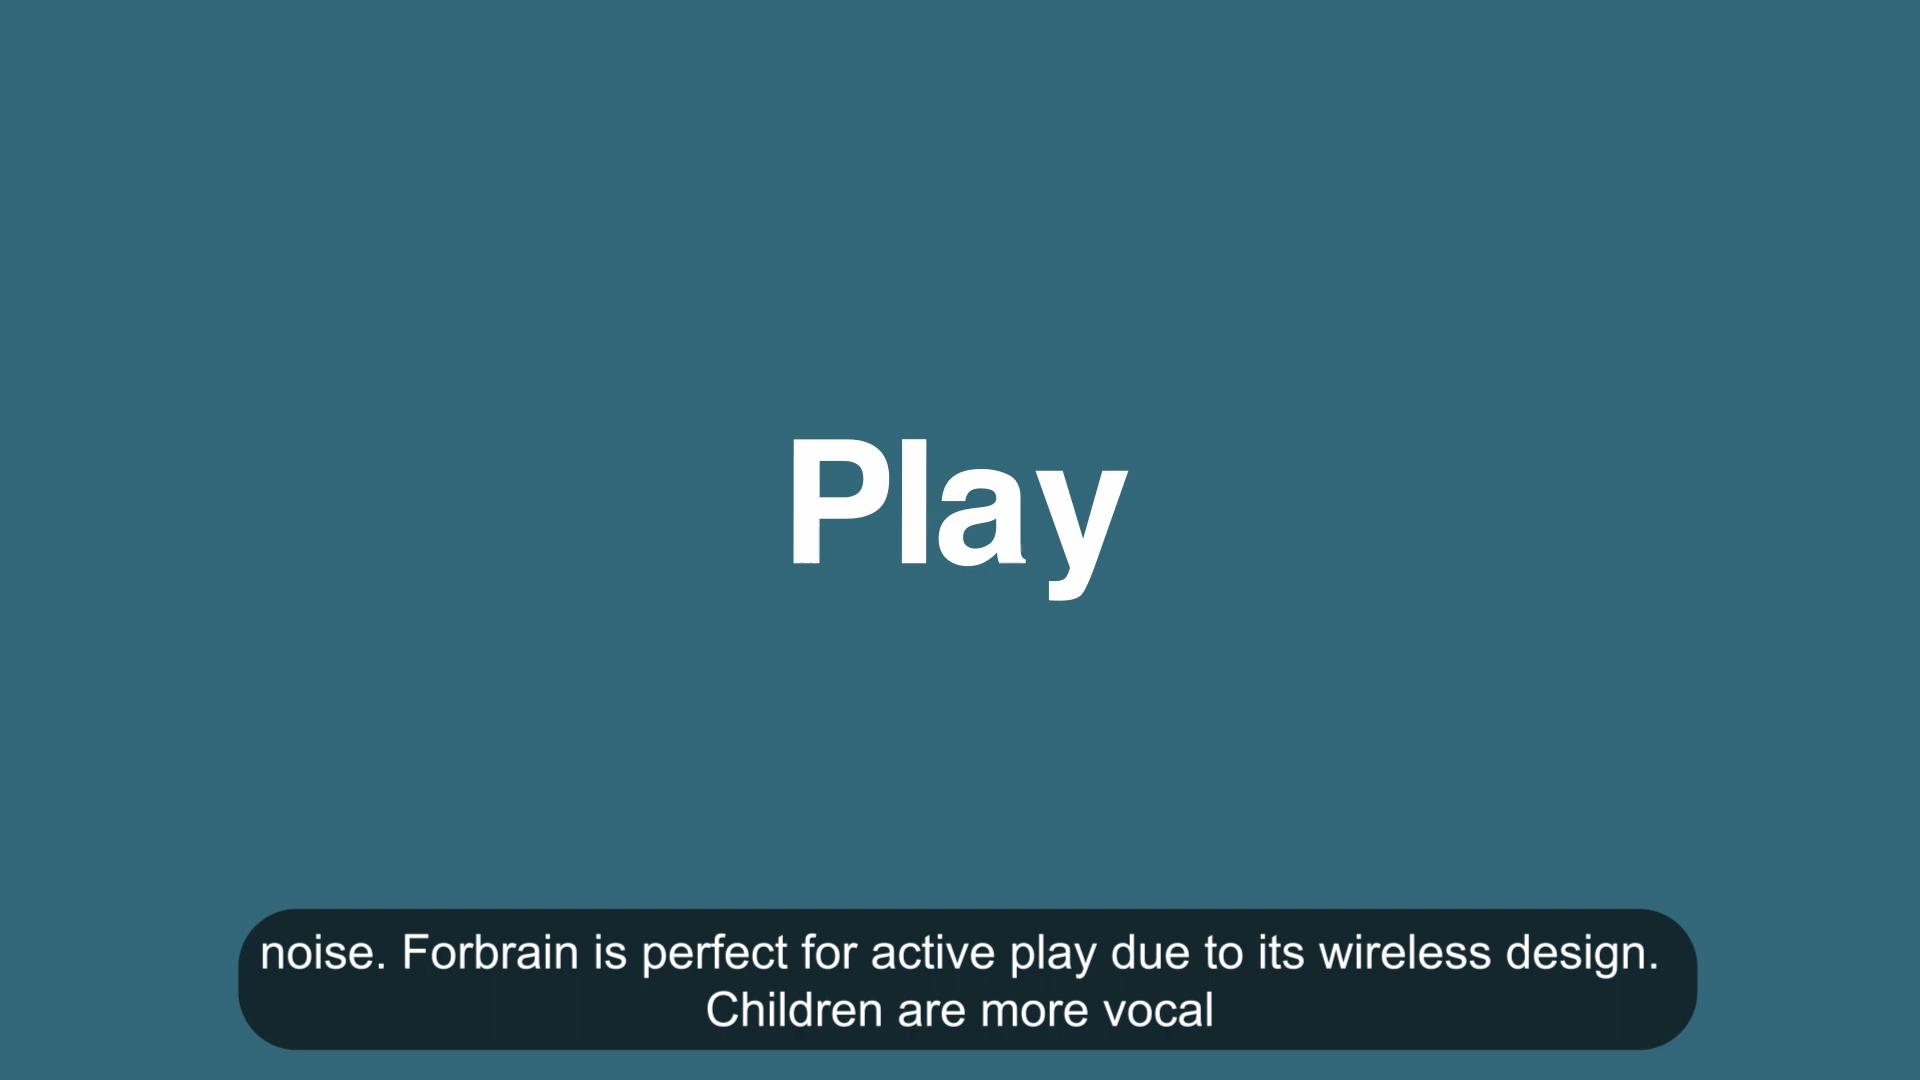 Play
noise. Forbrain is perfect for active play due to its wireless design.
Children are more vocal